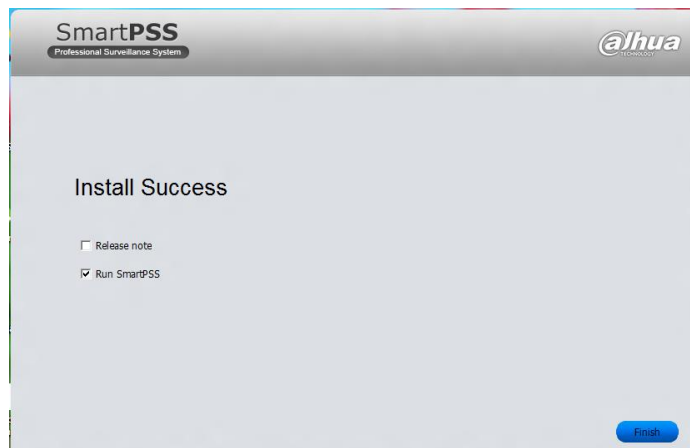 SmartPSS
Professional Surveillance System
alhua
TECHNOLOGY
Install Success
Release note
Run SmartPSS
Finish